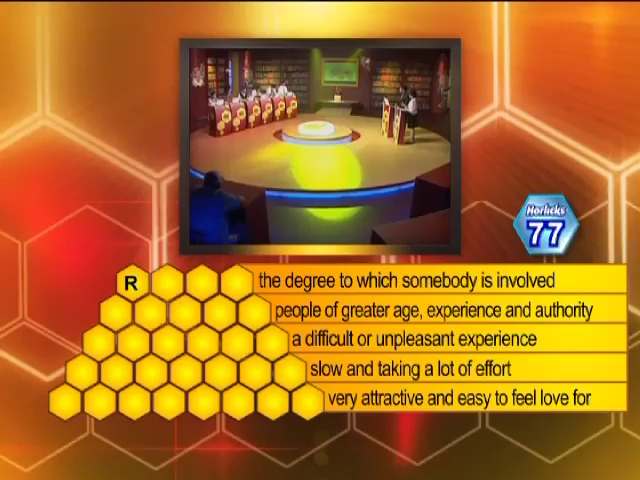 Horlicks
77
R the degree to which somebody is involved
people of greater age, experience and authority
a difficult or unpleasant experience
slow and taking a lot of effort
very attractive and easy to feel love for